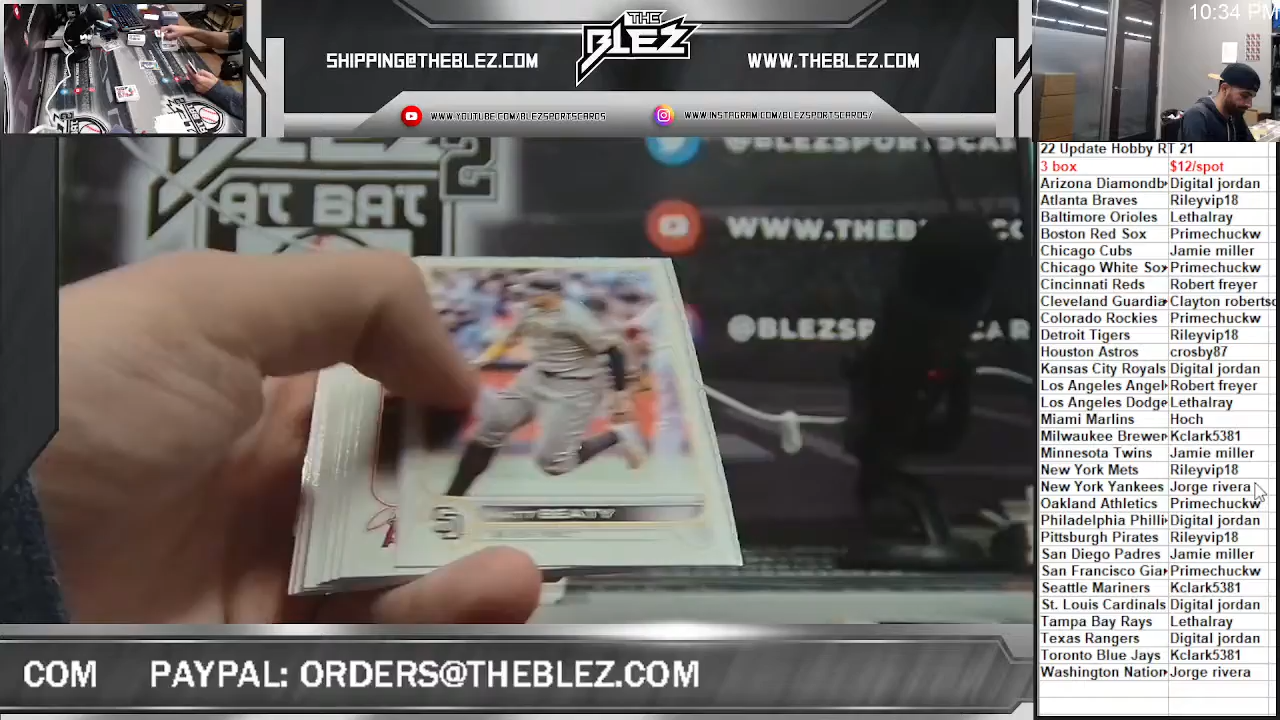 10:34 PM
THE
BLEZ
SHIPPING@THEBLEZ.COM
WWW.THEBLEZ.COM
WWW.YOUTUBE.COM/BLEZSPORTSCARDS
WWW.INSTAGRAM.COM/BLEZSPORTSCARDS/
2
AT BAT
@BLEZSPORTSCAR
WWW.THEB
@BLEZSP
SD
BEATY
22 Update Hobby RT 21
3 box $12/spot
Arizona Diamondb Digital jordan
Atlanta Braves Rileyvip18
Baltimore Orioles Lethalray
Boston Red Sox Primechuckw
Chicago Cubs Jamie miller
Chicago White Sox Primechuckw
Cincinnati Reds Robert freyer
Cleveland Guardia Clayton robertso
Colorado Rockies Primechuckw
Detroit Tigers Rileyvip18
Houston Astros crosby87
Kansas City Royals Digital jordan
Los Angeles Angel Robert freyer
Los Angeles Dodge Lethalray
Miami Marlins Hoch
Milwaukee Brewer Kclark5381
Minnesota Twins Jamie miller
New York Mets Rileyvip18
New York Yankees Jorge rivera
Oakland Athletics Primechuckw
Philadelphia Philli Digital jordan
Pittsburgh Pirates Rileyvip18
San Diego Padres Jamie miller
San Francisco Gia Primechuckw
Seattle Mariners Kclark5381
St. Louis Cardinals Digital jordan
Tampa Bay Rays Lethalray
Texas Rangers Digital jordan
Toronto Blue Jays Kclark5381
Washington Nation Jorge rivera
COM PAYPAL: ORDERS@THEBLEZ.COM